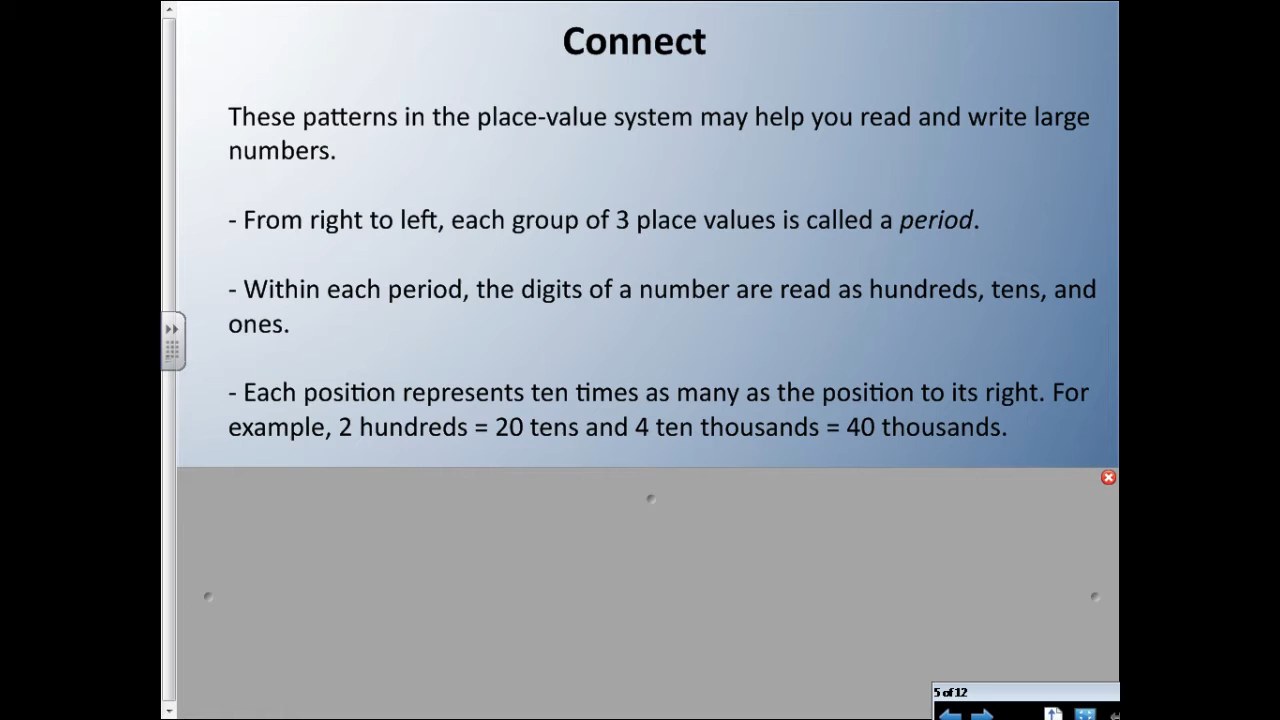 Connect
These patterns in the place-value system may help you read and write large
numbers.
- From right to left, each group of 3 place values is called a period.
- Within each period, the digits of a number are read as hundreds, tens, and
ones.
- Each position represents ten times as many as the position to its right. For
example, 2 hundreds = 20 tens and 4 ten thousands = 40 thousands.
5 of 12